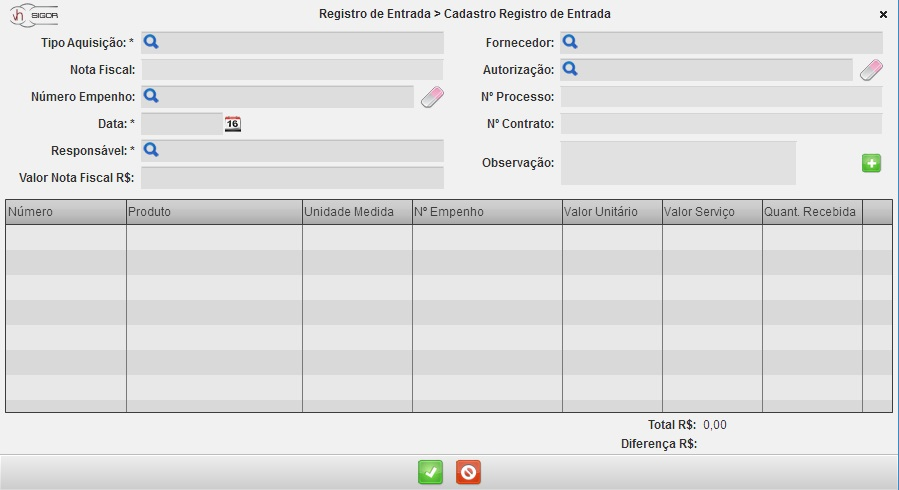 vh SIGOR
Registro de Entrada > Cadastro Registro de Entrada
×
Tipo Aquisição: *
Fornecedor:
Nota Fiscal:
Autorização:
Número Empenho:
Nº Processo:
Data: *
16
Nº Contrato:
Responsável: *
Observação:
Valor Nota Fiscal R$:
Número Produto Unidade Medida Nº Empenho Valor Unitário Valor Serviço Quant. Recebida
Total R$: 0,00
Diferença R$: